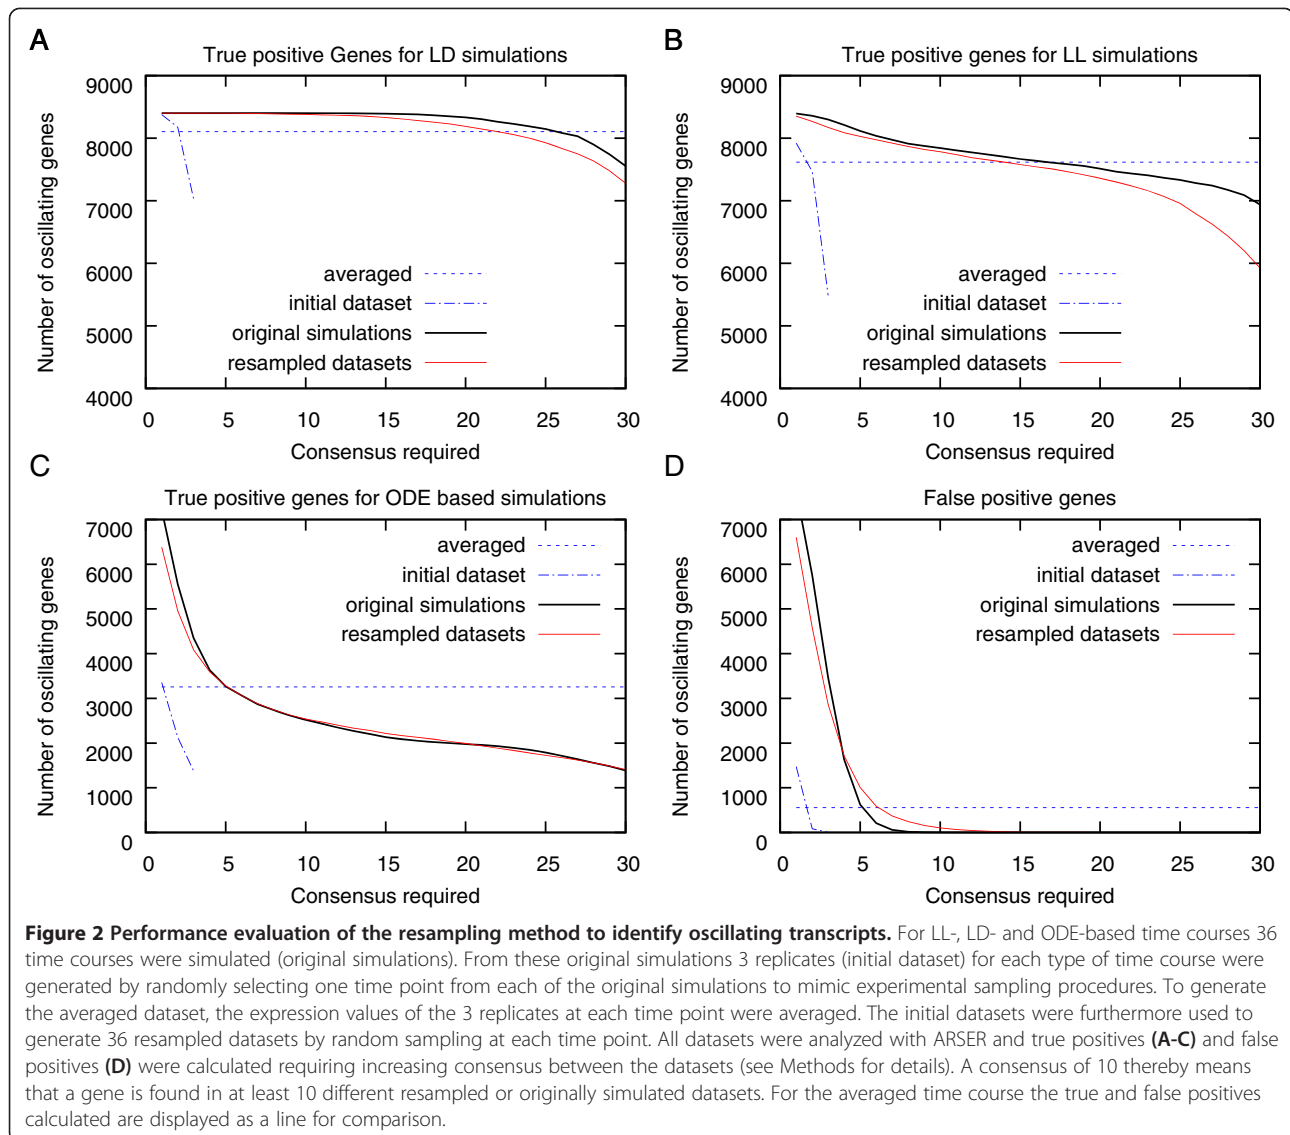 A
True positive Genes for LD simulations
9000
8000
7000
6000
5000
4000
Number of oscillating genes
averaged
initial dataset
original simulations
resampled datasets
0 5 10 15 20 25 30
Consensus required
B
True positive genes for LL simulations
9000
8000
7000
6000
5000
4000
Number of oscillating genes
averaged
initial dataset
original simulations
resampled datasets
0 5 10 15 20 25 30
Consensus required
C
True positive genes for ODE based simulations
7000
6000
5000
4000
3000
2000
1000
0
Number of oscillating genes
averaged
initial dataset
original simulations
resampled datasets
0 5 10 15 20 25 30
Consensus required
D
False positive genes
7000
6000
5000
4000
3000
2000
1000
0
Number of oscillating genes
averaged
initial dataset
original simulations
resampled datasets
0 5 10 15 20 25 30
Consensus required
Figure 2 Performance evaluation of the resampling method to identify oscillating transcripts. For LL-, LD- and ODE-based time courses 36
time courses were simulated (original simulations). From these original simulations 3 replicates (initial dataset) for each type of time course were
generated by randomly selecting one time point from each of the original simulations to mimic experimental sampling procedures. To generate
the averaged dataset, the expression values of the 3 replicates at each time point were averaged. The initial datasets were furthermore used to
generate 36 resampled datasets by random sampling at each time point. All datasets were analyzed with ARSER and true positives (A-C) and false
positives (D) were calculated requiring increasing consensus between the datasets (see Methods for details). A consensus of 10 thereby means
that a gene is found in at least 10 different resampled or originally simulated datasets. For the averaged time course the true and false positives
calculated are displayed as a line for comparison.